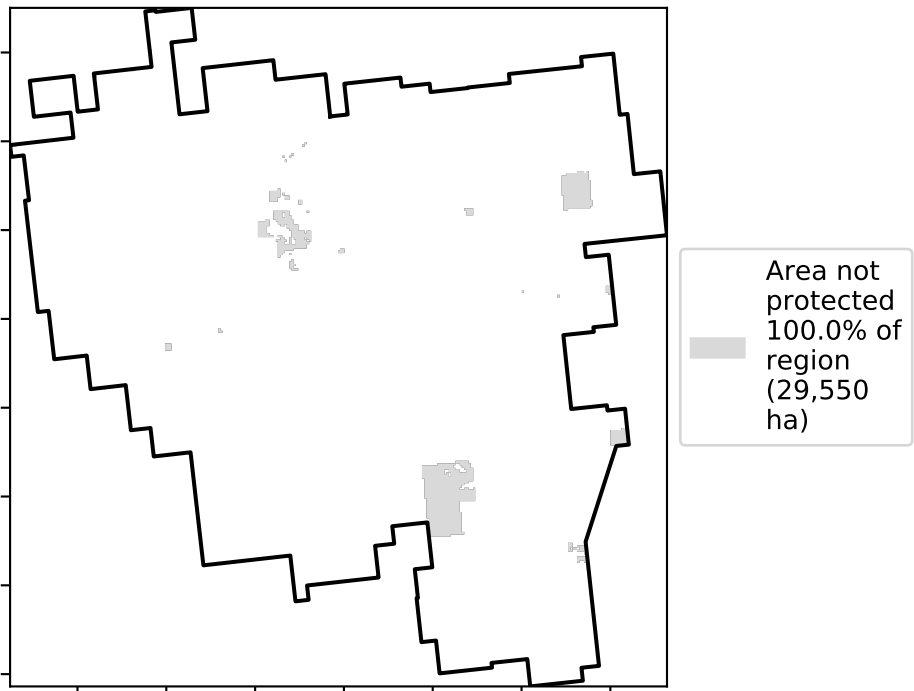 Area not
protected
100.0% of
region
(29,550
ha)